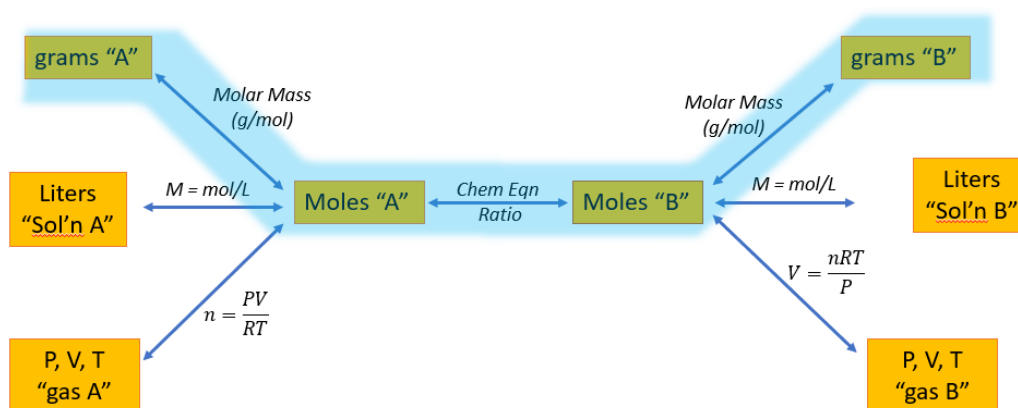 grams “A”
grams “B”
Molar Mass
(g/mol)
Molar Mass
(g/mol)
Liters
“Sol’n A”
M = mol/L
Moles “A”
Chem Eqn
Ratio
Moles “B”
M = mol/L
Liters
“Sol’n B”
n = PV/RT
V = nRT/P
P, V, T
“gas A”
P, V, T
“gas B”